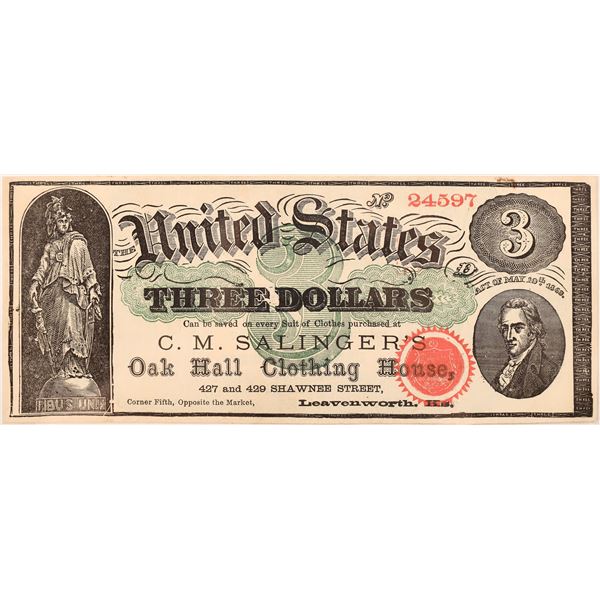 No 24597
THE United States
3
3
ACT OF MAY 10th 1862.
THREE DOLLARS
Can be saved on every Suit of Clothes purchased at
C. M. SALINGER'S
Oak Hall Clothing House,
427 and 429 SHAWNEE STREET,
Corner Fifth, Opposite the Market,
Leavenworth, Ks.